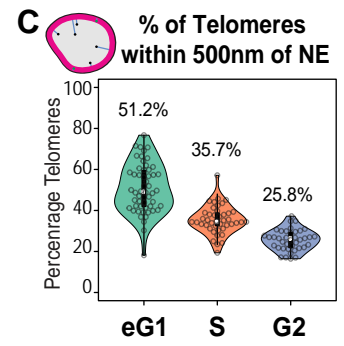 C
% of Telomeres
within 500nm of NE
Percenrage Telomeres
100
80
60
40
20
0
51.2%
35.7%
25.8%
eG1 S G2